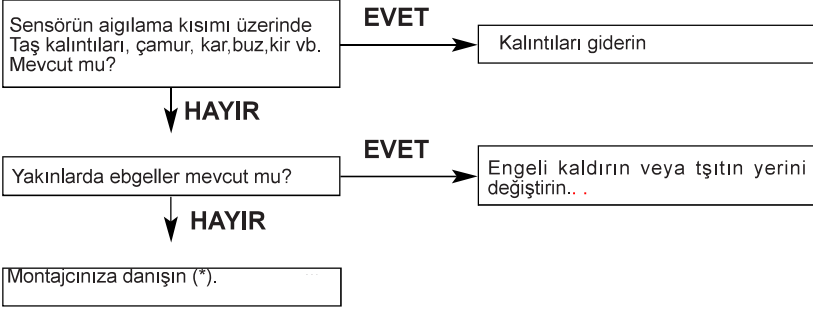 Sensörün aigılama kısımı üzerinde
Taş kalıntıları, çamur, kar,buz,kir vb.
Mevcut mu?
EVET
Kalıntıları giderin
HAYIR
Yakınlarda ebgeller mevcut mu?
EVET
Engeli kaldırın veya tşıtın yerini
değiştirin.. .
HAYIR
Montajcınıza danışın (*).